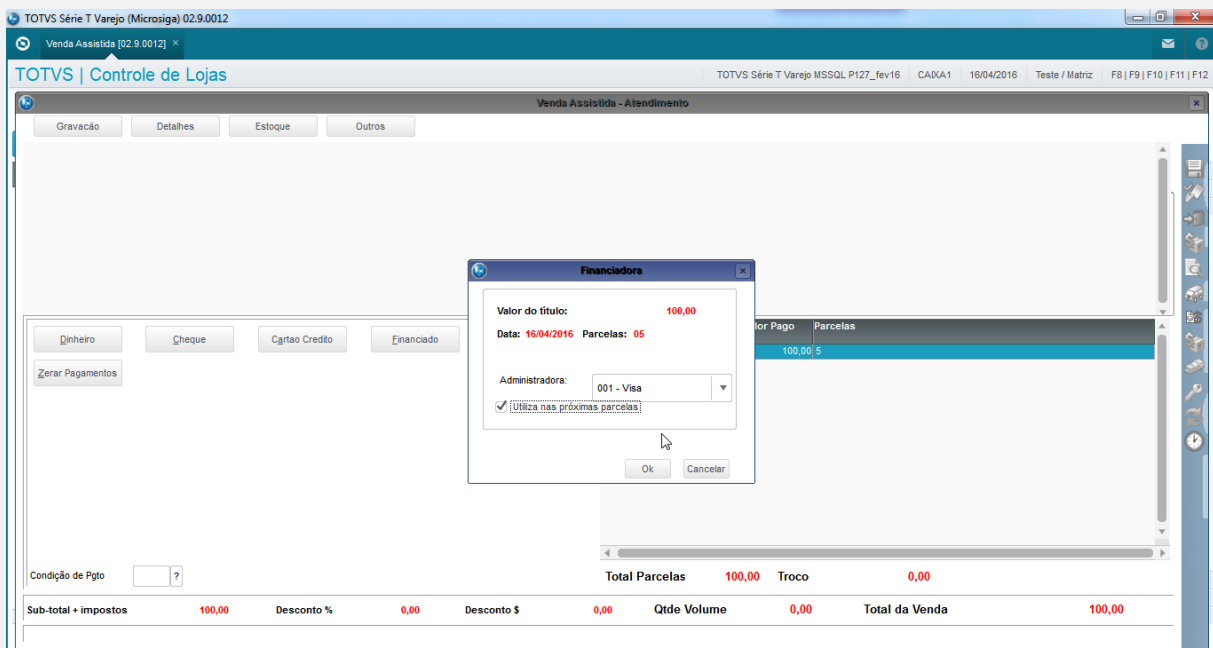 TOTVS Série T Varejo (Microsiga) 02.9.0012
Venda Assistida [02.9.0012] ×
TOTVS | Controle de Lojas
TOTVS Série T Varejo MSSQL P127_fev16 CAIXA1 16/04/2016 Teste / Matriz F8 | F9 | F10 | F11 | F12
Venda Assistida - Atendimento
Gravacão Detalhes Estoque Outros
Financiadora
Valor do título: 100,00
Data: 16/04/2016 Parcelas: 05
Administradora: 001 - Visa
Utiliza nas próximas parcelas
Ok Cancelar
Dinheiro Cheque Cartao Credito Financiado
Zerar Pagamentos
Pago Parcelas
100,00 5
Condição de Pgto ?
Total Parcelas 100,00 Troco 0,00
Sub-total + impostos 100,00 Desconto % 0,00 Desconto $ 0,00 Qtde Volume 0,00 Total da Venda 100,00